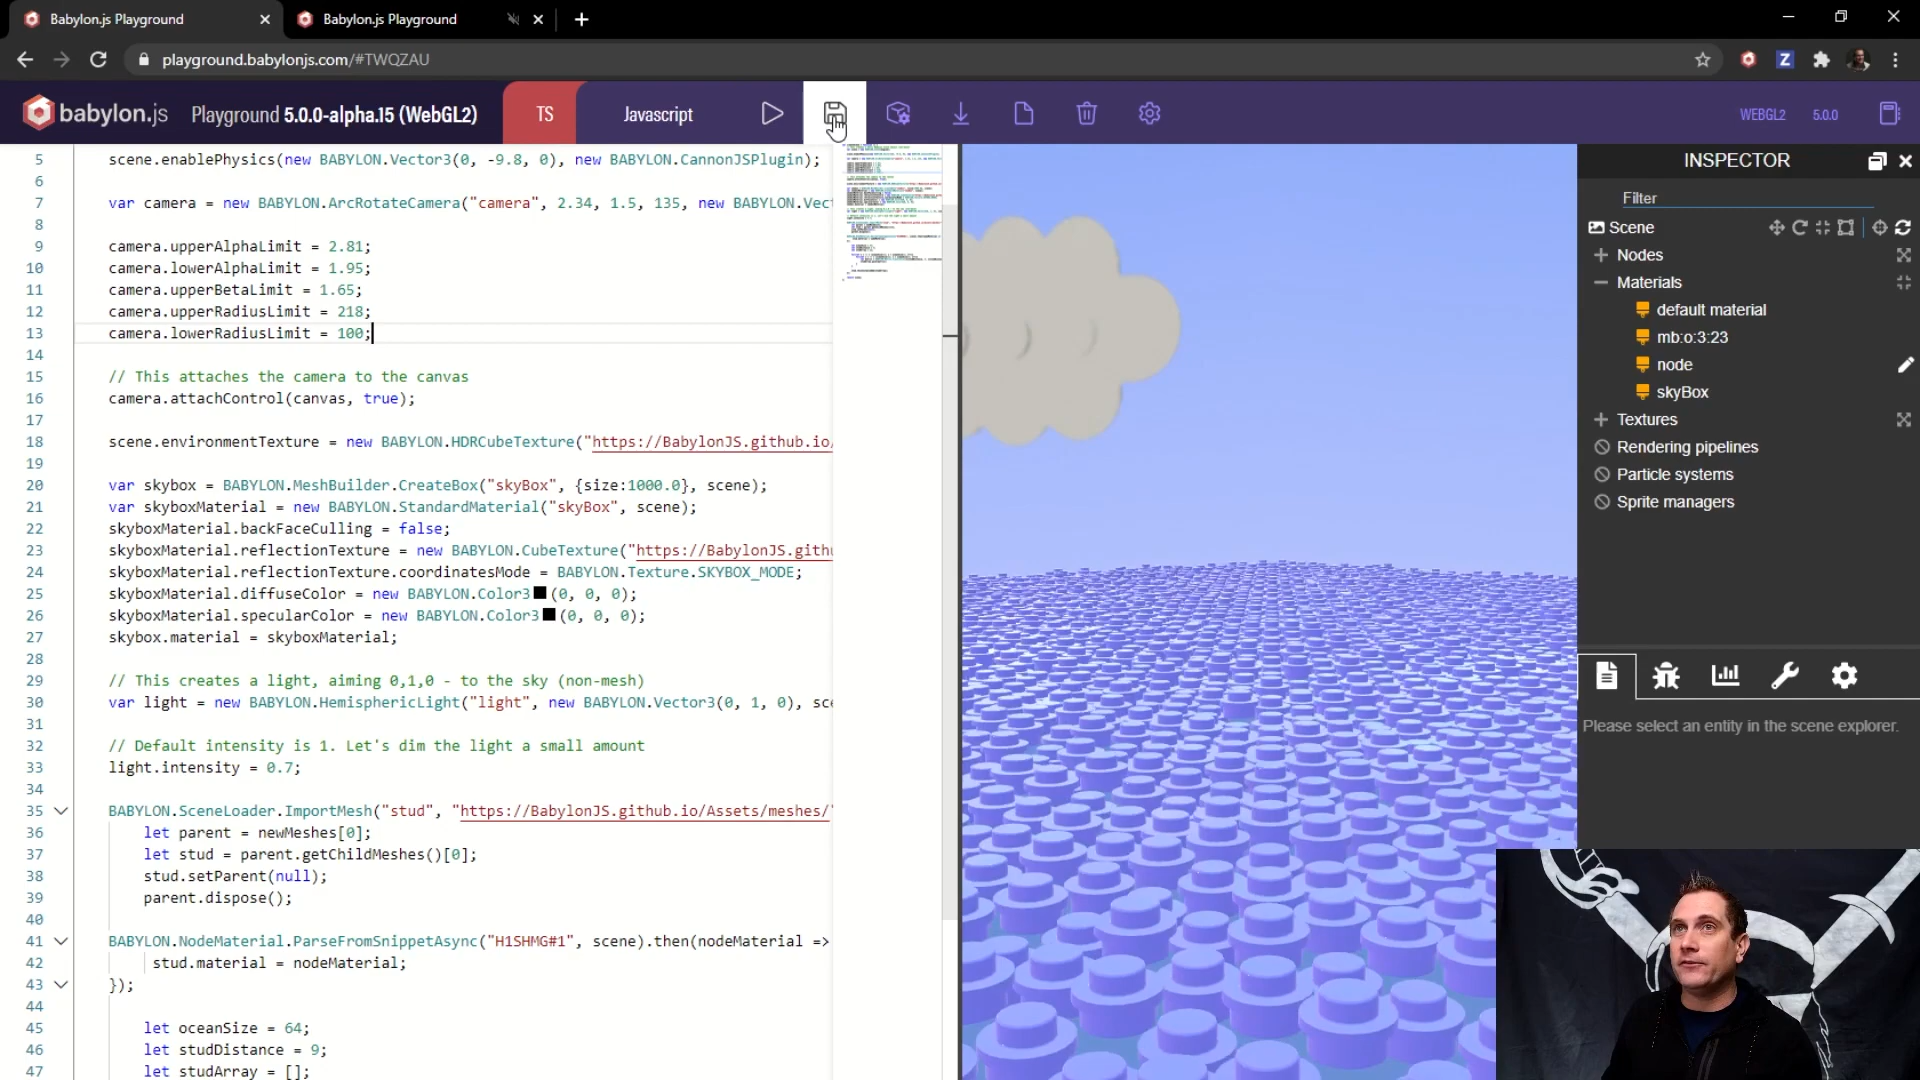 Babylon.js Playground
Babylon.js Playground
playground.babylonjs.com/#TWQZAU
babylon.js
Playground 5.0.0-alpha.15 (WebGL2)
TS
Javascript
WEBGL2
5.0.0
5 scene.enablePhysics(new BABYLON.Vector3(0, -9.8, 0), new BABYLON.CannonJSPlugin);
6
7 var camera = new BABYLON.ArcRotateCamera("camera", 2.34, 1.5, 135, new BABYLON.Vect
8
9 camera.upperAlphaLimit = 2.81;
10 camera.lowerAlphaLimit = 1.95;
11 camera.upperBetaLimit = 1.65;
12 camera.upperRadiusLimit = 218;
13 camera.lowerRadiusLimit = 100;
14
15 // This attaches the camera to the canvas
16 camera.attachControl(canvas, true);
17
18 scene.environmentTexture = new BABYLON.HDRCubeTexture("https://BabylonJS.github.io/
19
20 var skybox = BABYLON.MeshBuilder.CreateBox("skyBox", {size:1000.0}, scene);
21 var skyboxMaterial = new BABYLON.StandardMaterial("skyBox", scene);
22 skyboxMaterial.backFaceCulling = false;
23 skyboxMaterial.reflectionTexture = new BABYLON.CubeTexture("https://BabylonJS.githu
24 skyboxMaterial.reflectionTexture.coordinatesMode = BABYLON.Texture.SKYBOX_MODE;
25 skyboxMaterial.diffuseColor = new BABYLON.Color3(0, 0, 0);
26 skyboxMaterial.specularColor = new BABYLON.Color3(0, 0, 0);
27 skybox.material = skyboxMaterial;
28
29 // This creates a light, aiming 0,1,0 - to the sky (non-mesh)
30 var light = new BABYLON.HemisphericLight("light", new BABYLON.Vector3(0, 1, 0), sce
31
32 // Default intensity is 1. Let's dim the light a small amount
33 light.intensity = 0.7;
34
35 BABYLON.SceneLoader.ImportMesh("stud", "https://BabylonJS.github.io/Assets/meshes/"
36 let parent = newMeshes[0];
37 let stud = parent.getChildMeshes()[0];
38 stud.setParent(null);
39 parent.dispose();
40
41 BABYLON.NodeMaterial.ParseFromSnippetAsync("H1SHMG#1", scene).then(nodeMaterial =>
42 stud.material = nodeMaterial;
43 });
44
45 let oceanSize = 64;
46 let studDistance = 9;
47 let studArray = [];
INSPECTOR
Filter
Scene
Nodes
Materials
default material
mb:o:3:23
node
skyBox
Textures
Rendering pipelines
Particle systems
Sprite managers
Please select an entity in the scene explorer.